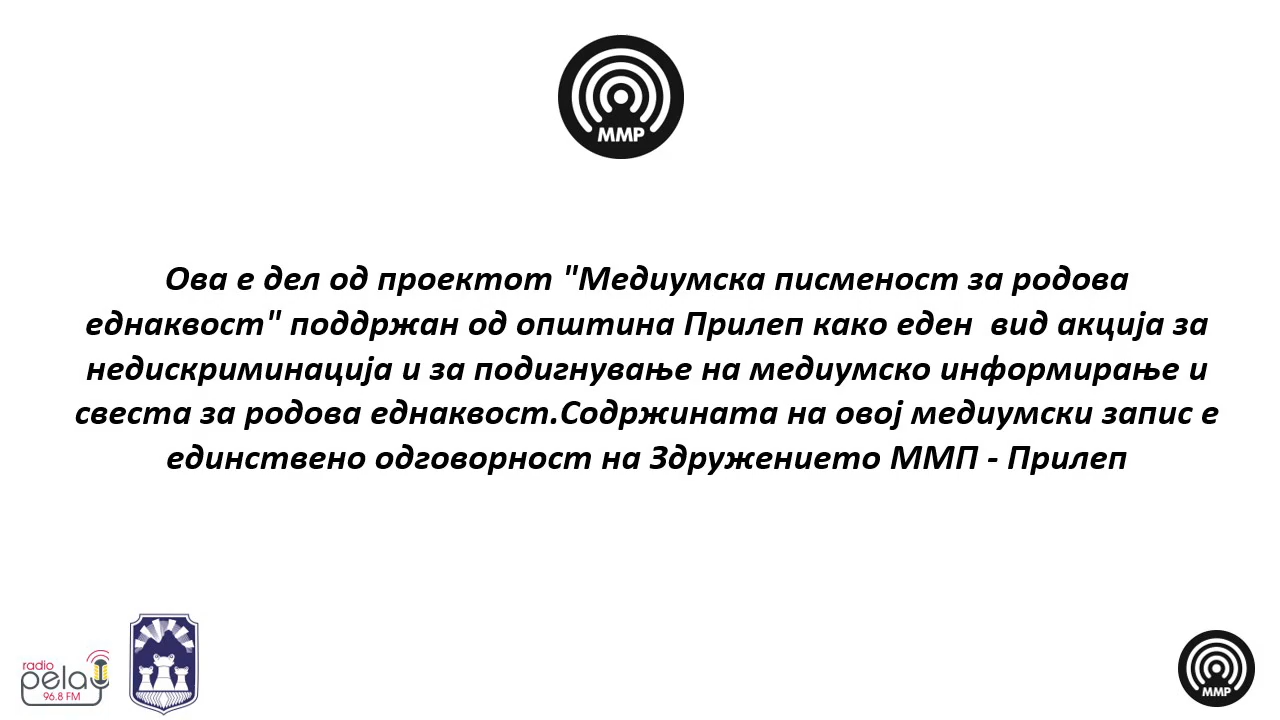 MMP
Ова е дел од проектот "Медиумска писменост за родова
еднаквост" поддржан од општина Прилеп како еден  вид акција за
недискриминација и за подигнување на медиумско информирање и
свеста за родова еднаквост.Содржината на овој медиумски запис е
единствено одговорност на Здружението ММП - Прилеп
radio
pela
96.8 FM
MMP